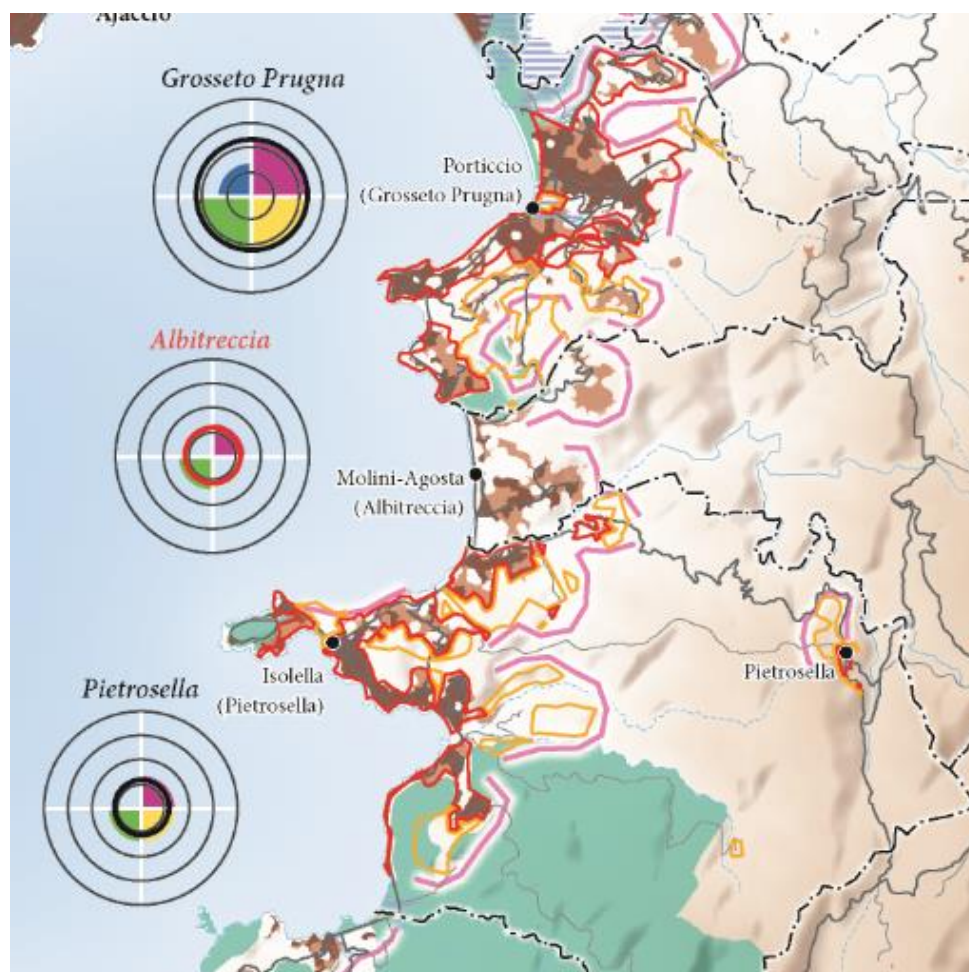 Ajaccio
Grosseto Prugna
Porticcio
(Grosseto Prugna)
Albitreccia
Molini-Agosta
(Albitreccia)
Isolella
(Pietrosella)
Pietrosella
Pietrosella